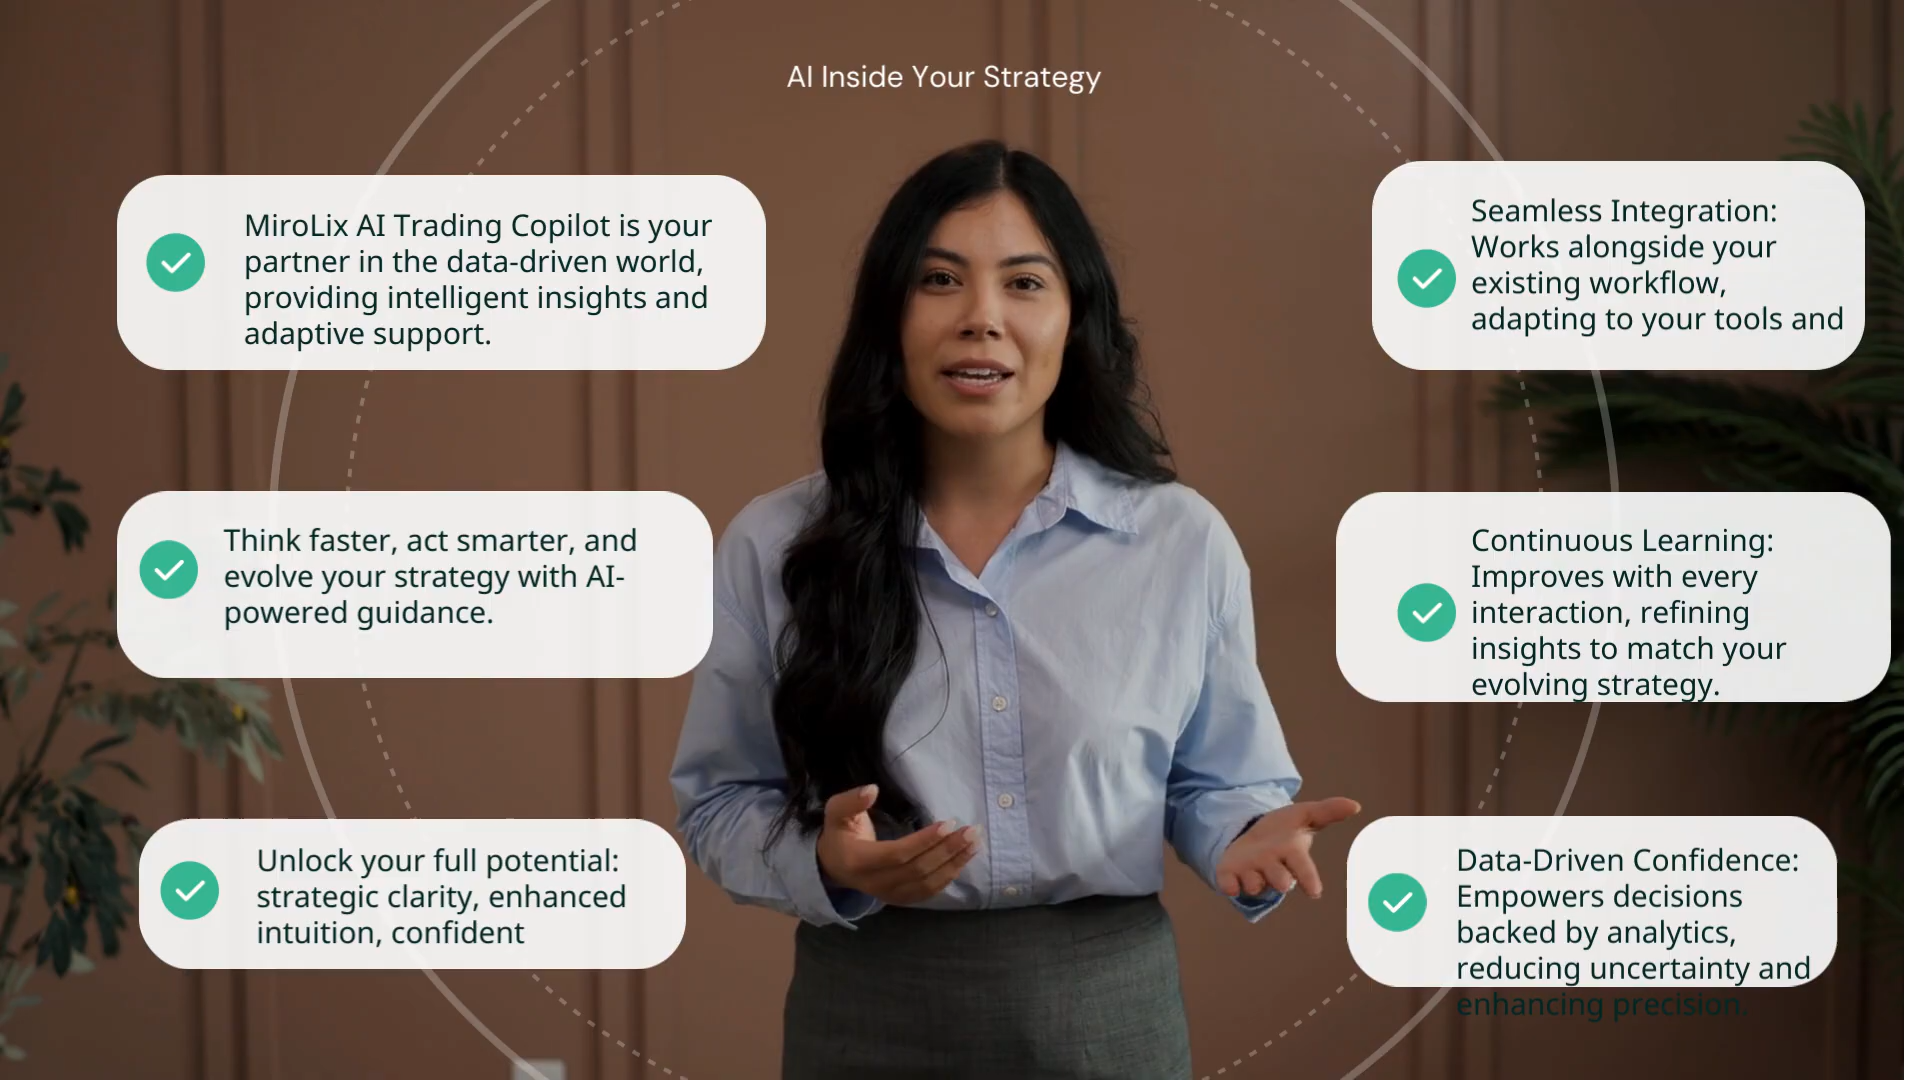 AI Inside Your Strategy
MiroLix AI Trading Copilot is your
partner in the data-driven world,
providing intelligent insights and
adaptive support.
Think faster, act smarter, and
evolve your strategy with AI-
powered guidance.
Unlock your full potential:
strategic clarity, enhanced
intuition, confident
Seamless Integration:
Works alongside your
existing workflow,
adapting to your tools and
Continuous Learning:
Improves with every
interaction, refining
insights to match your
evolving strategy.
Data-Driven Confidence:
Empowers decisions
backed by analytics,
reducing uncertainty and
enhancing precision.